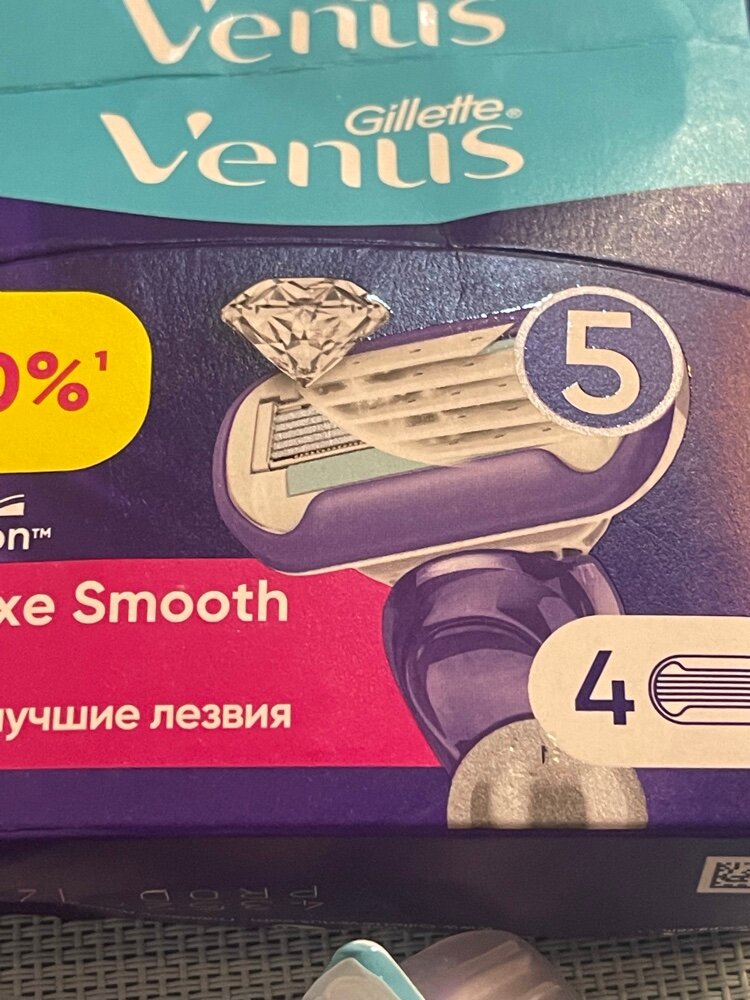 Venus
Gillette®
Venus
0%¹
5
on™
xe Smooth
4
лучшие лезвия